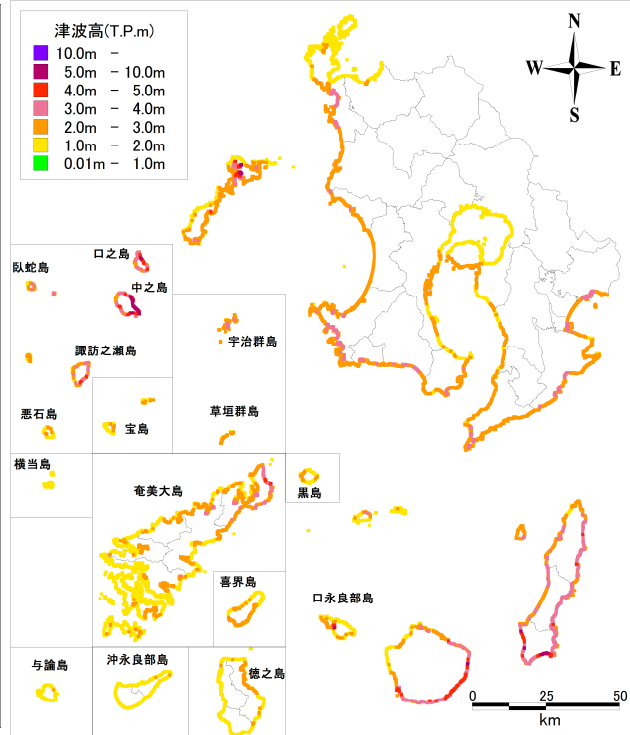 津波高(T.P.m)
10.0m －
5.0m － 10.0m
4.0m － 5.0m
3.0m － 4.0m
2.0m － 3.0m
1.0m － 2.0m
0.01m － 1.0m
N
W E
S
口之島
臥蛇島
中之島
宇治群島
諏訪之瀬島
悪石島
宝島
草垣群島
横当島
奄美大島
黒島
喜界島
口永良部島
与論島
沖永良部島
徳之島
0 25 50
km